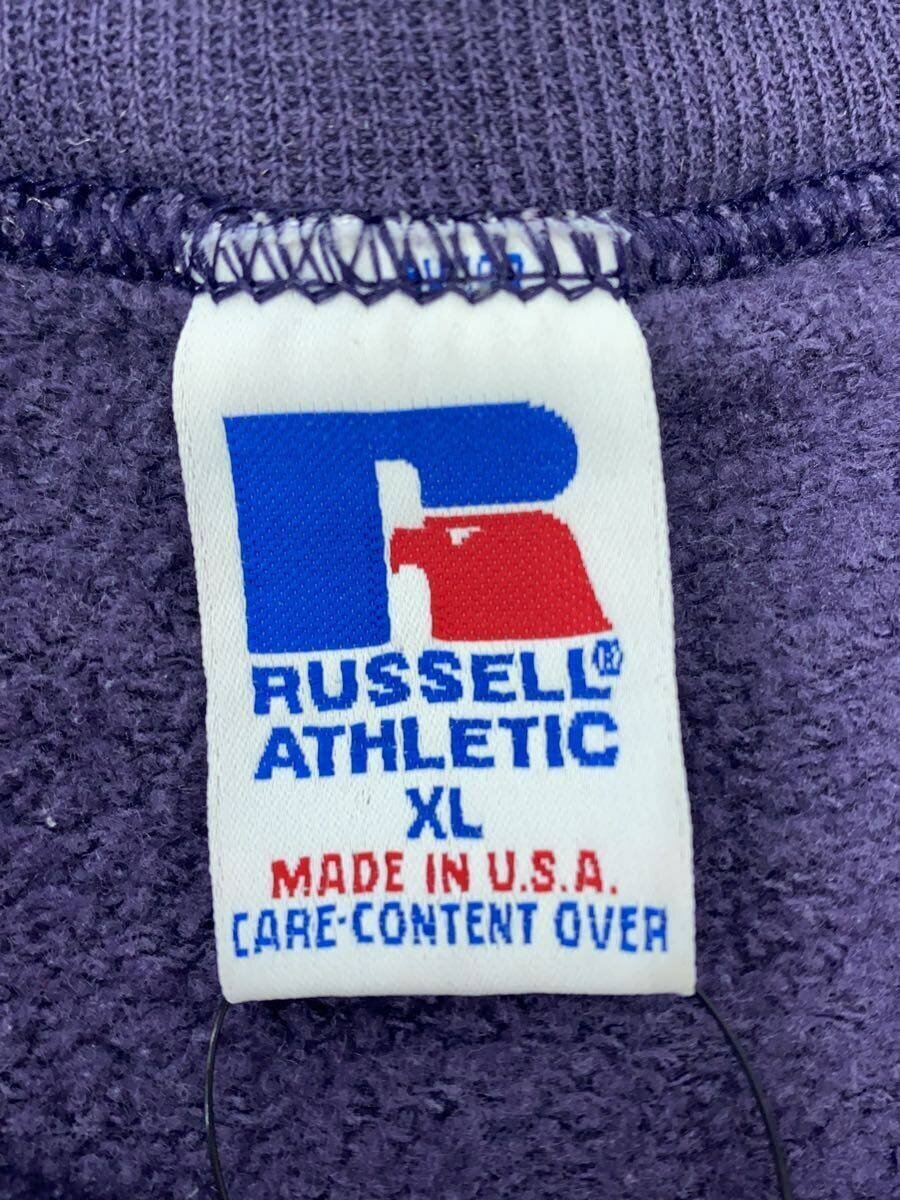 RUSSELL®
ATHLETIC
XL
MADE IN U.S.A.
CARE-CONTENT OVER